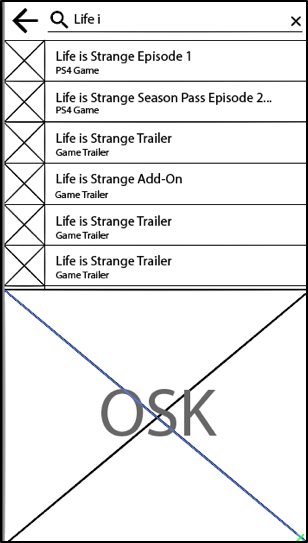 Life i
Life is Strange Episode 1
PS4 Game
Life is Strange Season Pass Episode 2...
PS4 Game
Life is Strange Trailer
Game Trailer
Life is Strange Add-On
Game Trailer
Life is Strange Trailer
Game Trailer
Life is Strange Trailer
Game Trailer
OSK